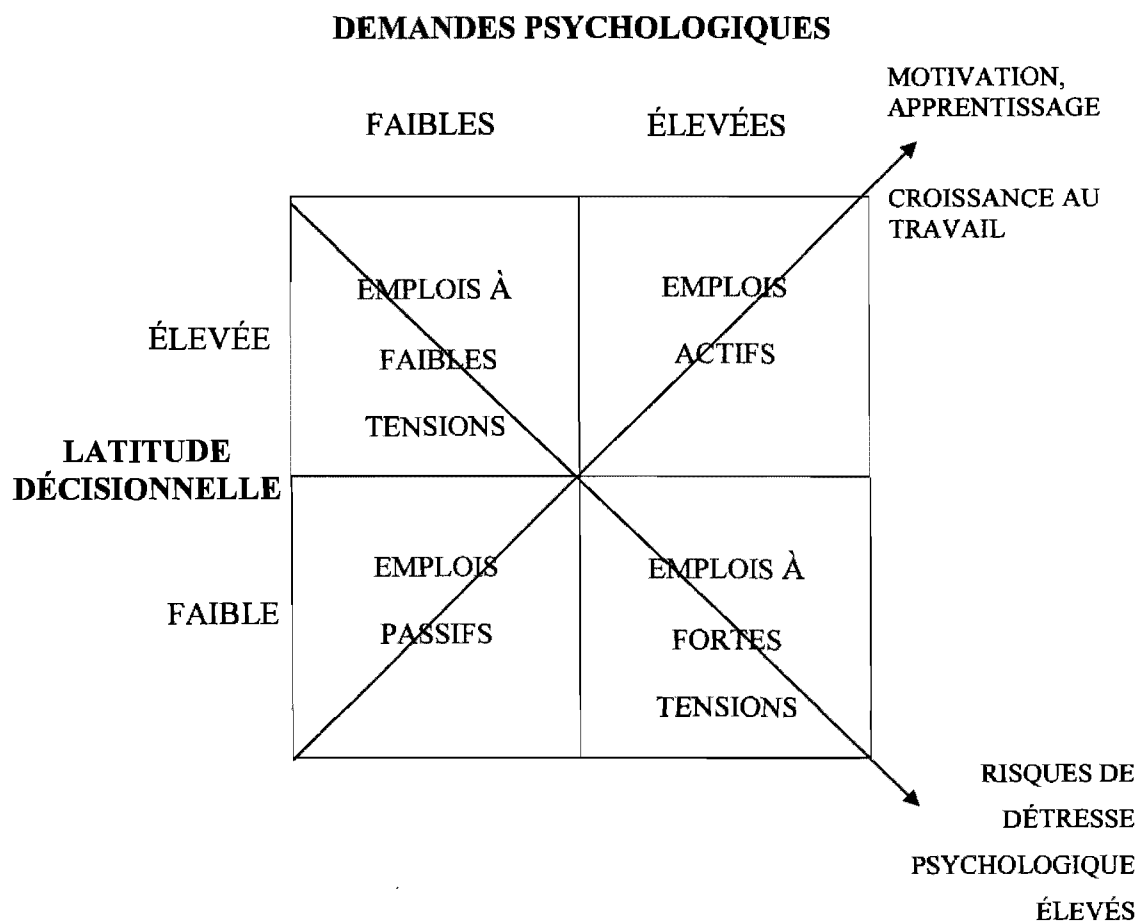 DEMANDES PSYCHOLOGIQUES
MOTIVATION,
APPRENTISSAGE
FAIBLES
ÉLEVÉES
CROISSANCE AU
TRAVAIL
EMPLOIS À
FAIBLES
TENSIONS
EMPLOIS
ACTIFS
ÉLEVÉE
LATITUDE
DÉCISIONNELLE
FAIBLE
EMPLOIS
PASSIFS
EMPLOIS À
FORTES
TENSIONS
RISQUES DE
DÉTRESSE
PSYCHOLOGIQUE
ÉLEVÉS